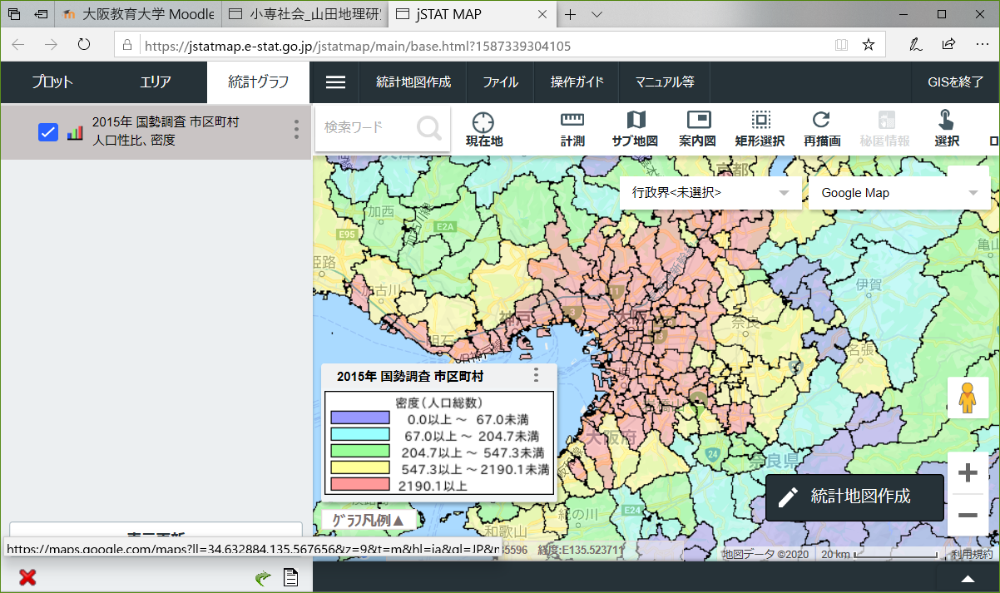 大阪教育大学 Moodle
小専社会_山田地理研究
jSTAT MAP
https://jstatmap.e-stat.go.jp/jstatmap/main/base.html?1587339304105
プロット
エリア
統計グラフ
統計地図作成
ファイル
操作ガイド
マニュアル等
GISを終了
2015年 国勢調査 市区町村
人口性比、密度
検索ワード
現在地
計測
サブ地図
案内図
矩形選択
再描画
秘匿情報
選択
行政界<未選択>
Google Map
京都
加西
加古川線
E2A
E95
姫路
亀山
加古川
伊賀
11
神戸
3
大阪
奈良
明石
名張
堺
大阪府
24
奈良県
紀の川
E24
和歌山
2015年 国勢調査 市区町村
密度（人口総数）
0.0以上 ～ 67.0未満
67.0以上 ～ 204.7未満
204.7以上 ～ 547.3未満
547.3以上 ～ 2190.1未満
2190.1以上
グラフ凡例▲
統計地図作成
表示更新
https://maps.google.com/maps?ll=34.632884,135.567656&z=9&t=m&hl=ja&gl=JP&
35596 経度:E135.523711
地図データ ©2020
20 km
利用規約